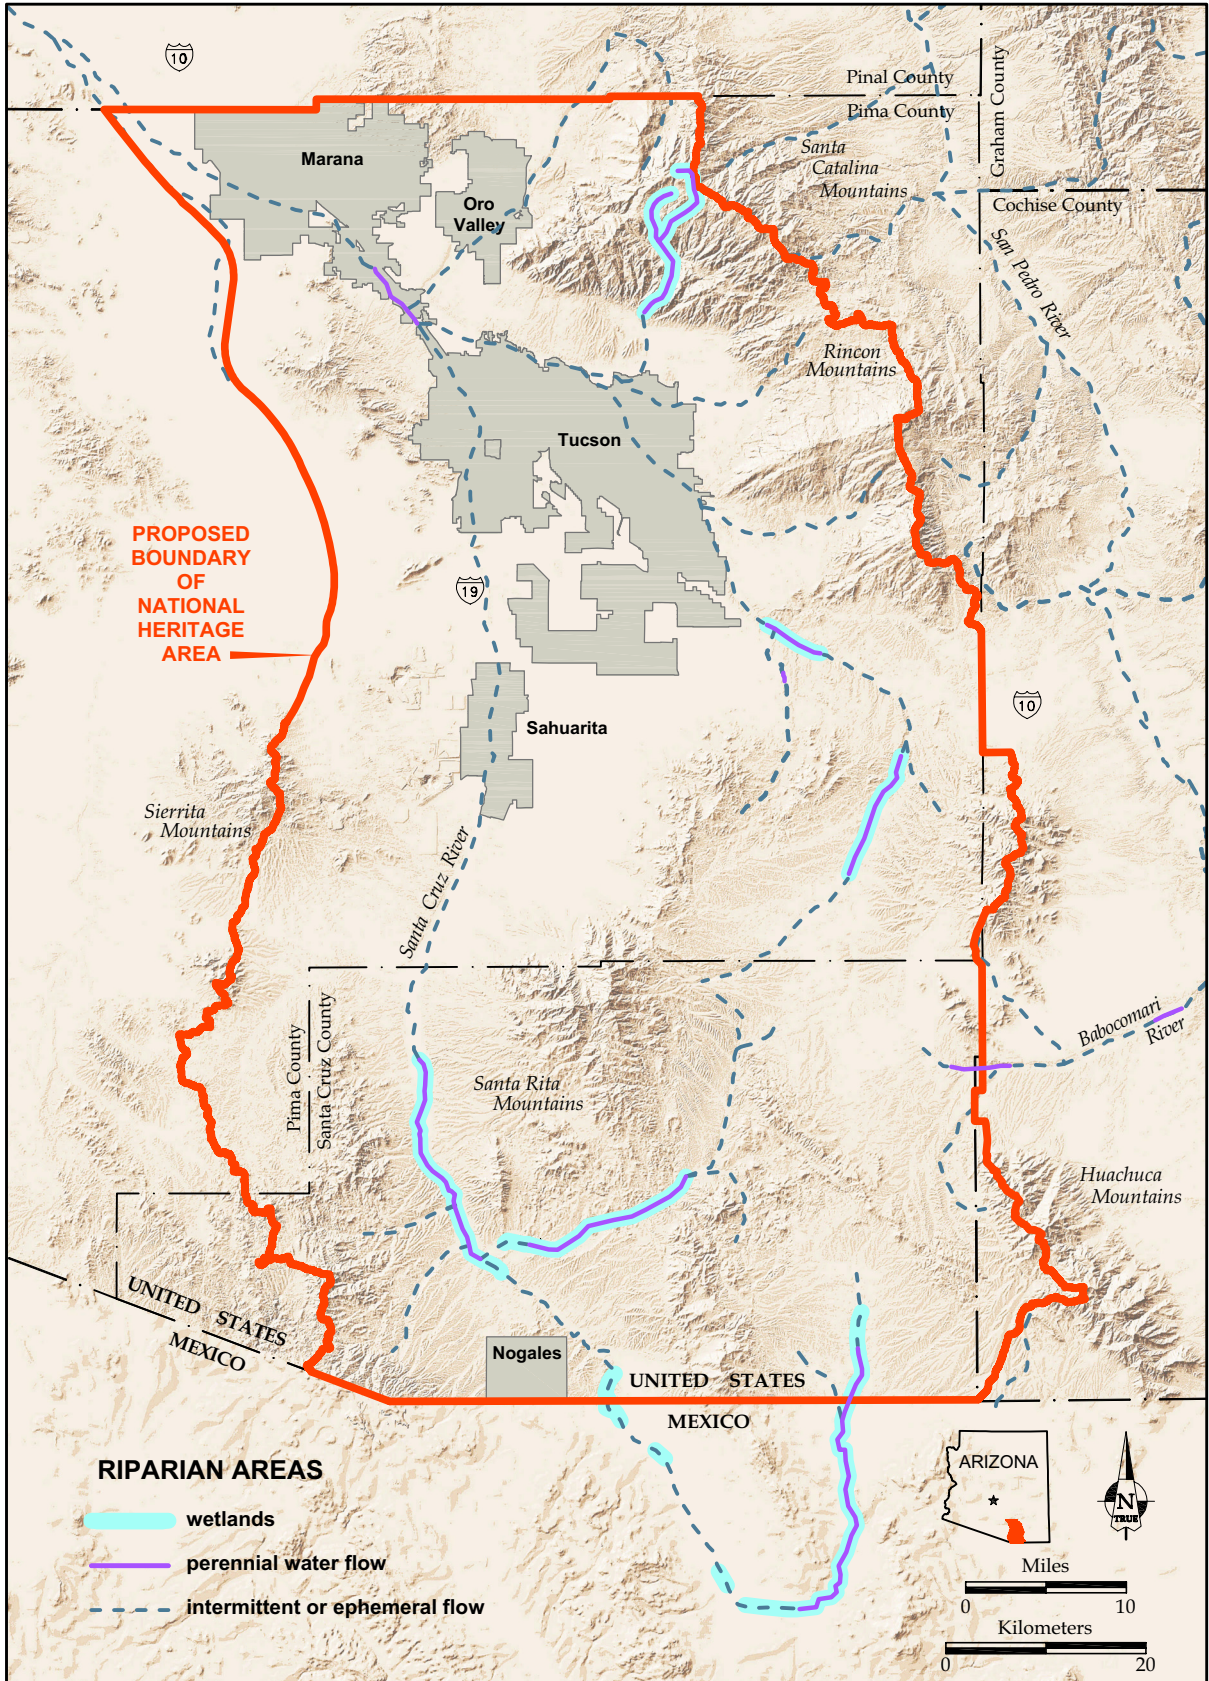 10
Pinal County
Pima County
Graham County
Santa
Catalina
Mountains
Marana
Oro
Valley
Cochise County
San Pedro River
Rincon
Mountains
Tucson
PROPOSED
BOUNDARY
OF
NATIONAL
HERITAGE
AREA
19
10
Sahuarita
Sierrita
Mountains
Santa Cruz River
Pima County
Santa Cruz County
Babocomari
River
Santa Rita
Mountains
Huachuca
Mountains
UNITED STATES
MEXICO
Nogales
UNITED STATES
MEXICO
RIPARIAN AREAS
wetlands
perennial water flow
intermittent or ephemeral flow
ARIZONA
N
TRUE
Miles
0 10
Kilometers
0 20